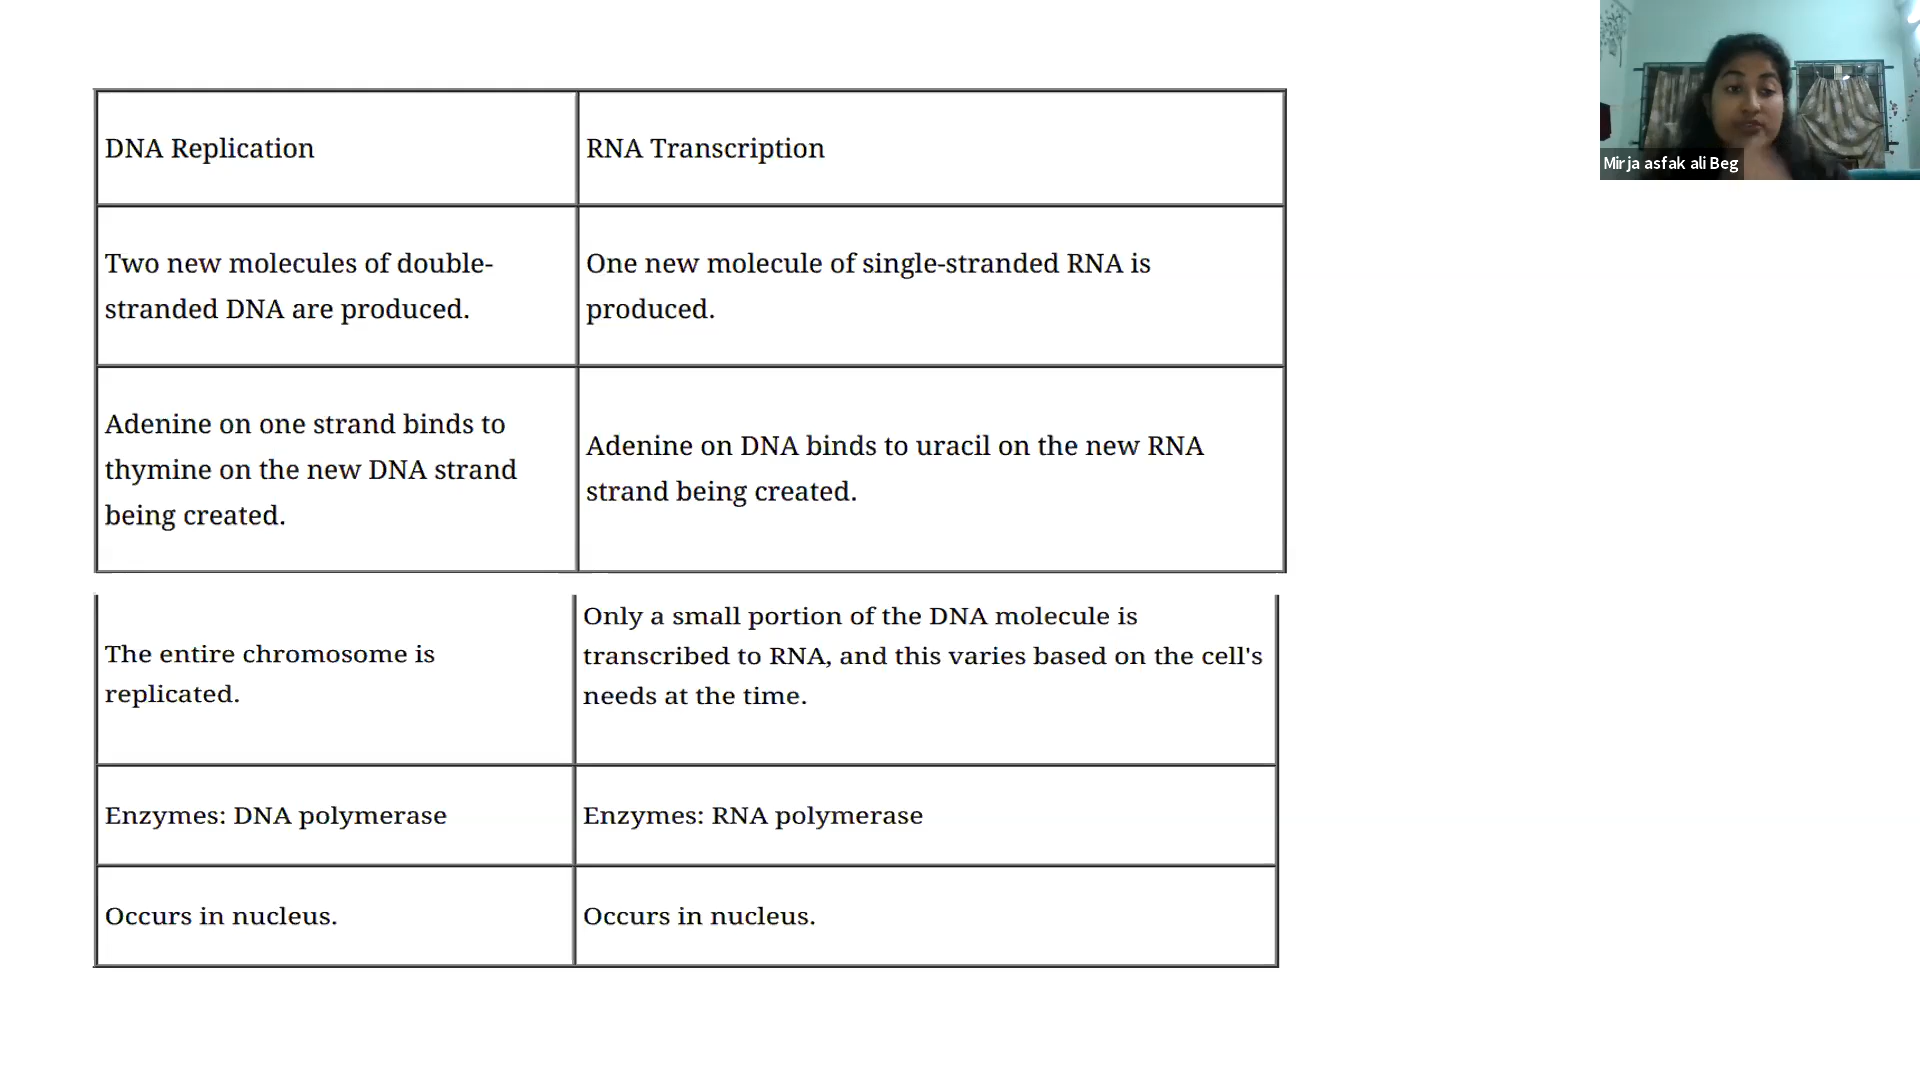 DNA Replication
RNA Transcription
Two new molecules of double-
stranded DNA are produced.
One new molecule of single-stranded RNA is
produced.
Adenine on one strand binds to
thymine on the new DNA strand
being created.
Adenine on DNA binds to uracil on the new RNA
strand being created.
The entire chromosome is
replicated.
Only a small portion of the DNA molecule is
transcribed to RNA, and this varies based on the cell's
needs at the time.
Enzymes: DNA polymerase
Enzymes: RNA polymerase
Occurs in nucleus.
Occurs in nucleus.
Mirja asfak ali Beg